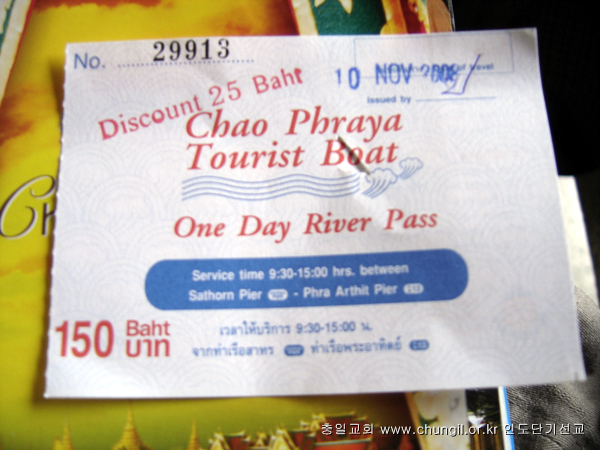 No. 29913
Discount 25 Baht
10 NOV 2008
travel
Issued by
Chao Phraya
Tourist Boat
One Day River Pass
Service time 9:30-15:00 hrs. between
Sathorn Pier - Phra Arthit Pier
150 Baht บาท
เวลาให้บริการ 9:30-15:00 น.
จากท่าเรือสาทร ท่าเรือพระอาทิตย์
충일교회 www.chungil.or.kr 인도단기선교